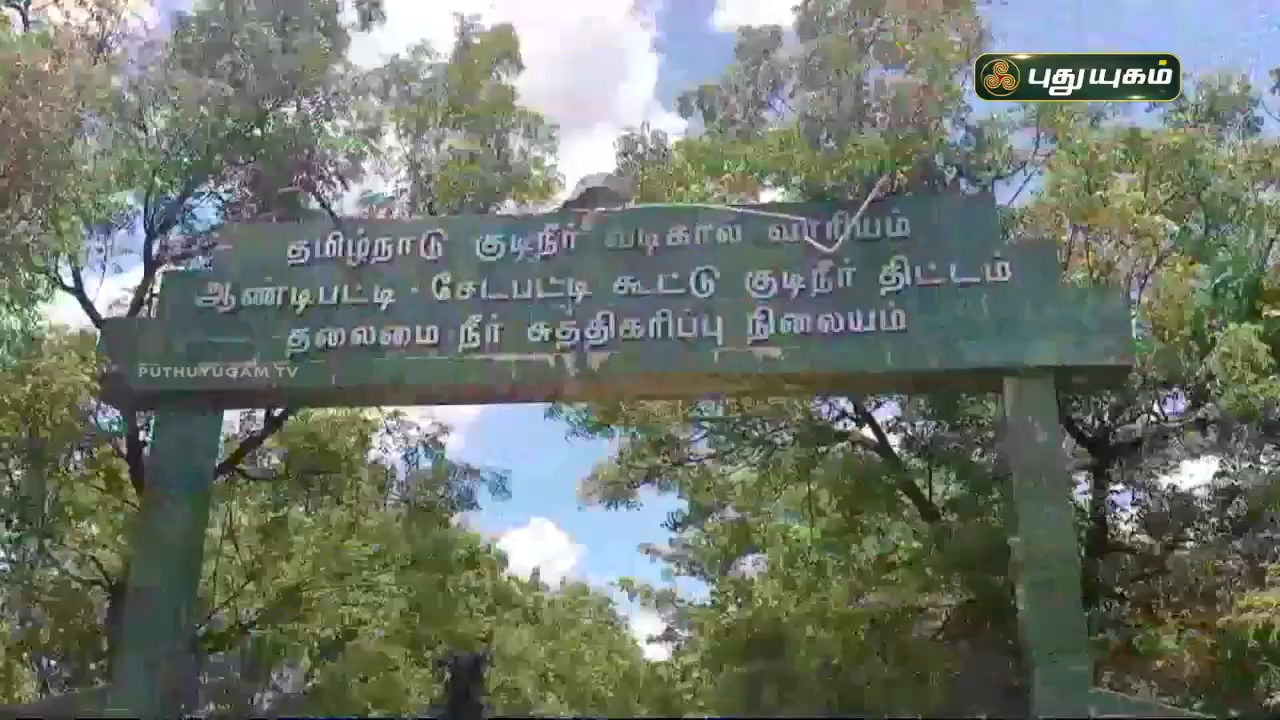 புதுயுகம்
தமிழ்நாடு குடிநீர் வடிகால் வாரியம்
ஆண்டிபட்டி - சேடபட்டி கூட்டு குடிநீர் திட்டம்
தலைமை நீர் சுத்திகரிப்பு நிலையம்
PUTHUYUGAM TV